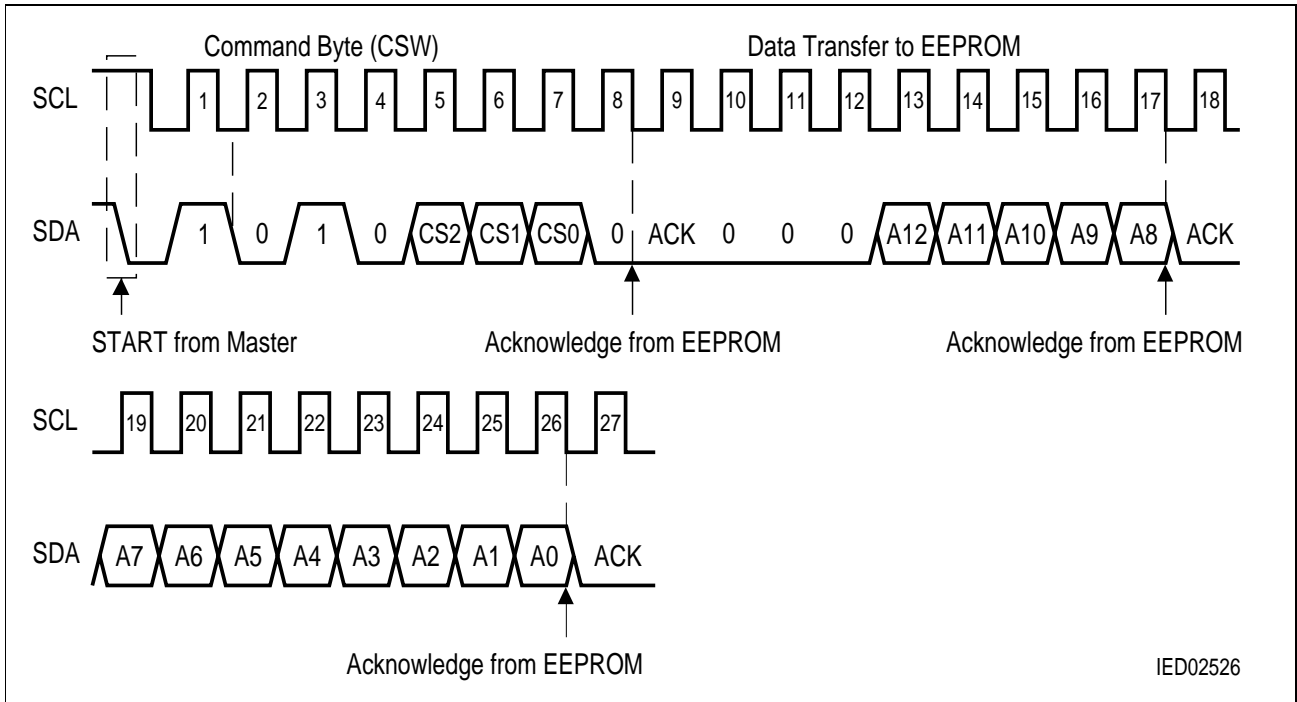 Command Byte (CSW) Data Transfer to EEPROM
SCL 1 2 3 4 5 6 7 8 9 10 11 12 13 14 15 16 17 18
SDA 1 0 1 0 CS2 CS1 CS0 0 ACK 0 0 0 A12 A11 A10 A9 A8 ACK
START from Master Acknowledge from EEPROM Acknowledge from EEPROM
SCL 19 20 21 22 23 24 25 26 27
SDA A7 A6 A5 A4 A3 A2 A1 A0 ACK
Acknowledge from EEPROM IED02526